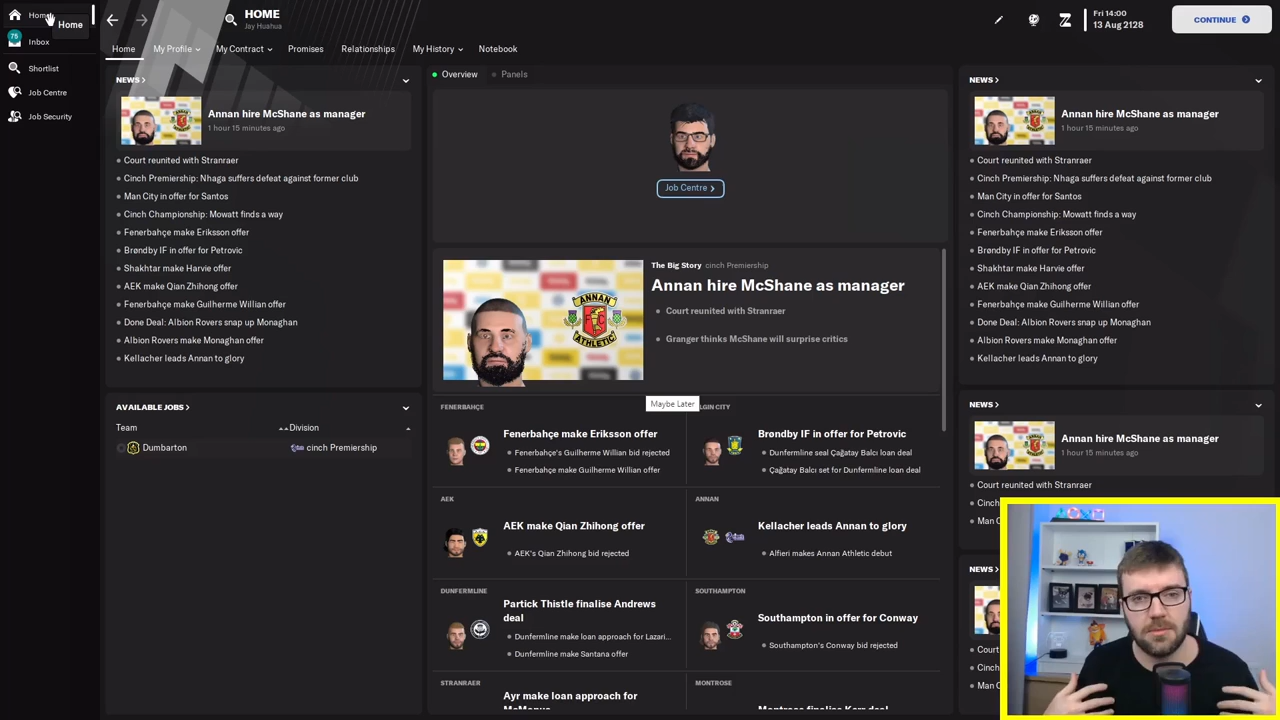 Home
Home
75
Inbox
Shortlist
Job Centre
Job Security
HOME
Jay Huahua
Fri 14:00
13 Aug 2128
CONTINUE
Home
My Profile
My Contract
Promises
Relationships
My History
Notebook
NEWS
Annan hire McShane as manager
1 hour 15 minutes ago
Court reunited with Stranraer
Cinch Premiership: Nhaga suffers defeat against former club
Man City in offer for Santos
Cinch Championship: Mowatt finds a way
Fenerbahçe make Eriksson offer
Brøndby IF in offer for Petrovic
Shakhtar make Harvie offer
AEK make Qian Zhihong offer
Fenerbahçe make Guilherme Willian offer
Done Deal: Albion Rovers snap up Monaghan
Albion Rovers make Monaghan offer
Kellacher leads Annan to glory
AVAILABLE JOBS
Team
Division
Dumbarton
cinch Premiership
Overview
Panels
Job Centre
The Big Story cinch Premiership
ANNAN ATHLETIC
Annan hire McShane as manager
Court reunited with Stranraer
Granger thinks McShane will surprise critics
Maybe Later
FENERBAHÇE
Fenerbahçe make Eriksson offer
Fenerbahçe's Guilherme Willian bid rejected
Fenerbahçe make Guilherme Willian offer
LGIN CITY
Brøndby IF in offer for Petrovic
Dunfermline seal Çağatay Balcı loan deal
Çağatay Balcı set for Dunfermline loan
AEK
AEK make Qian Zhihong offer
AEK's Qian Zhihong bid rejected
ANNAN
Kellacher leads Annan to glory
Alfieri makes Annan Athletic debut
DUNFERMLINE
Partick Thistle finalise Andrews
deal
Dunfermline make loan approach for Lazari...
Dunfermline make Santana offer
SOUTHAMPTON
Southampton in offer for Conway
Southampton's Conway bid rejected
STRANRAER
Ayr make loan approach for
MONTROSE
NEWS
Annan hire McShane as manager
1 hour 15 minutes ago
Court reunited with Stranraer
Cinch Premiership: Nhaga suffers defeat against former club
Man City in offer for Santos
Cinch Championship: Mowatt finds a way
Fenerbahçe make Eriksson offer
Brøndby IF in offer for Petrovic
Shakhtar make Harvie offer
AEK make Qian Zhihong offer
Fenerbahçe make Guilherme Willian offer
Done Deal: Albion Rovers snap up Monaghan
Albion Rovers make Monaghan offer
Kellacher leads Annan to glory
NEWS
Annan hire McShane as manager
1 hour 15 minutes ago
Court reunited with Stranraer
Cinch
Man C
NEWS
Court
Cinch
Man C